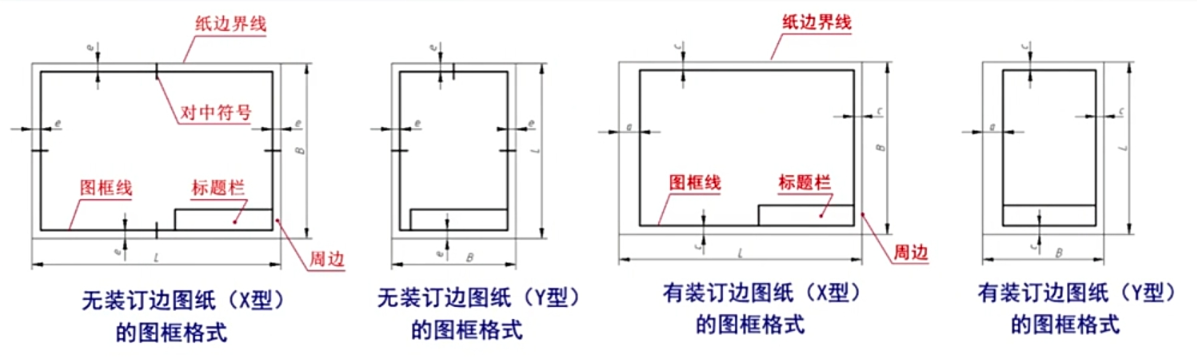 纸边界线
e
对中符号
e
e
B
图框线
标题栏
e
L
周边
无装订边图纸（X型）
的图框格式
e
e
e
L
e
B
无装订边图纸（Y型）
的图框格式
纸边界线
c
c
a
B
图框线
标题栏
c
L
周边
有装订边图纸（X型）
的图框格式
c
c
a
L
c
B
有装订边图纸（Y型）
的图框格式